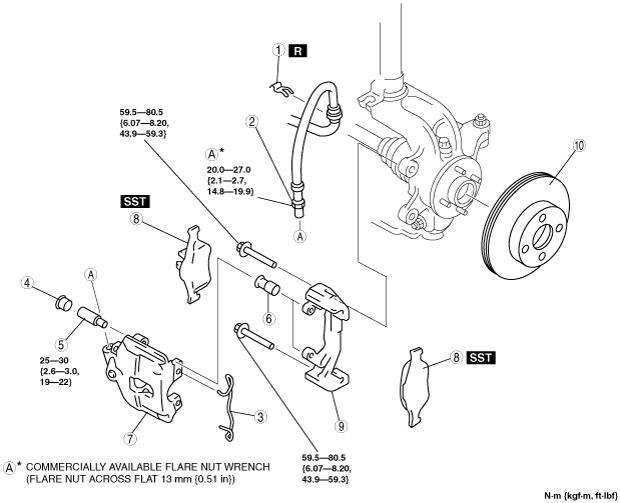 1 R
59.5—80.5
{6.07—8.20,
43.9—59.3}
2
A*
20.0—27.0
{2.1—2.7,
14.8—19.9}
10
SST
8
A
A
4
5
25—30
{2.6—3.0,
19—22}
6
8 SST
3
9
7
59.5—80.5
{6.07—8.20,
43.9—59.3}
A* COMMERCIALLY AVAILABLE FLARE NUT WRENCH
(FLARE NUT ACROSS FLAT 13 mm {0.51 in})
N·m {kgf·m, ft·lbf}